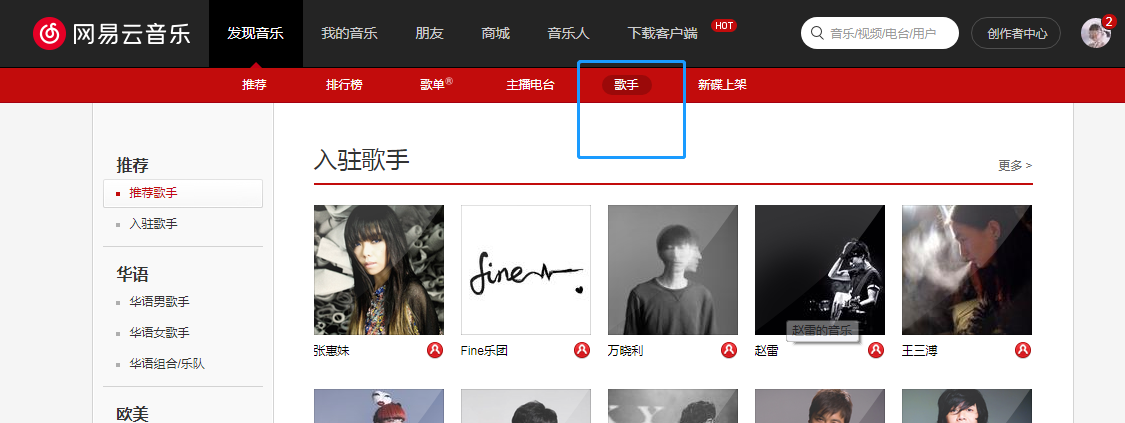 网易云音乐 发现音乐 我的音乐 朋友 商城 音乐人 下载客户端 HOT 音乐/视频/电台/用户 创作者中心 2
推荐 排行榜 歌单® 主播电台 歌手 新碟上架
推荐
推荐歌手
入驻歌手
华语
华语男歌手
华语女歌手
华语组合/乐队
欧美
入驻歌手 更多 >
fine
赵雷的音乐
张惠妹 Fine乐团 万晓利 赵雷 王三溥